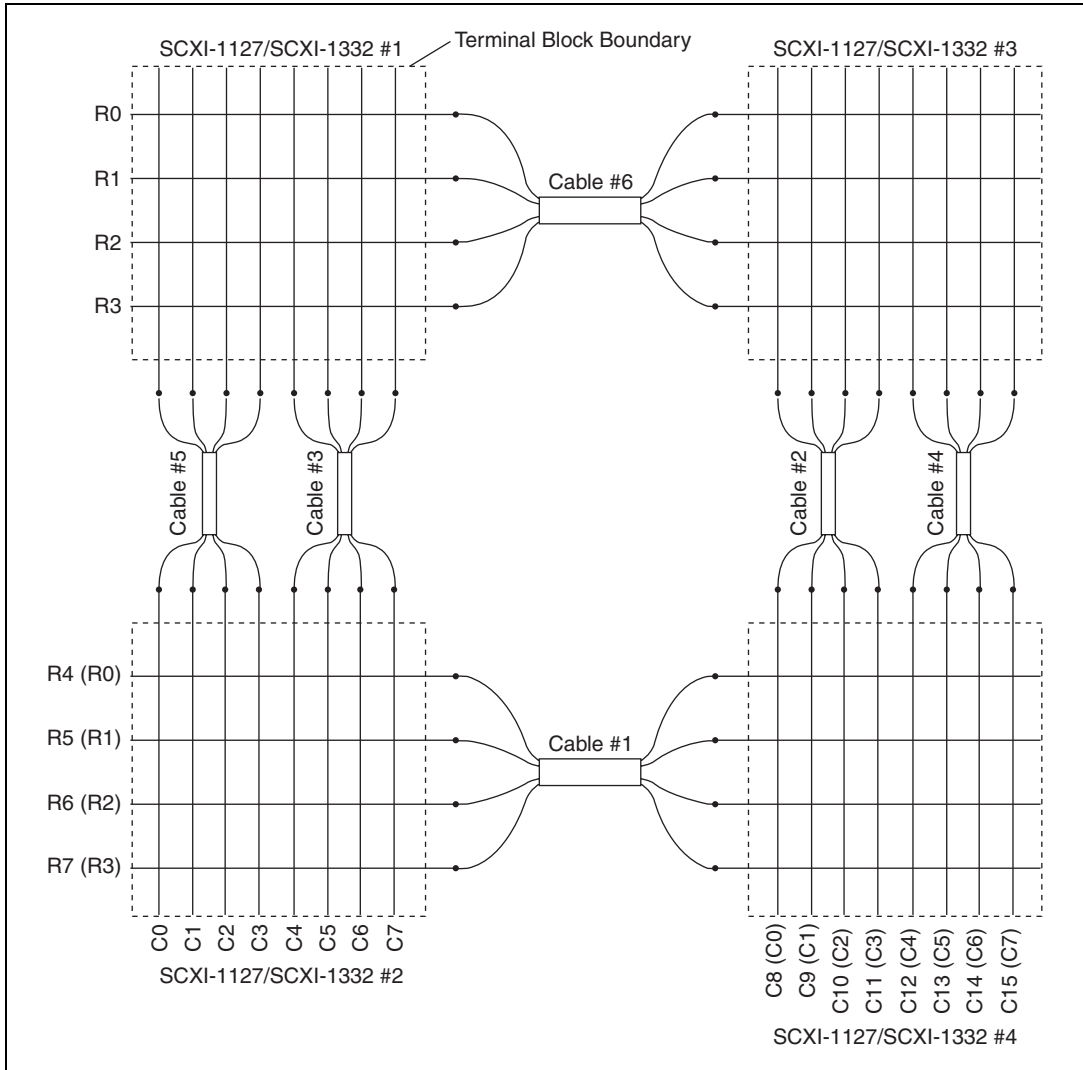 SCXI-1127/SCXI-1332 #1
Terminal Block Boundary
SCXI-1127/SCXI-1332 #3
R0
R1
R2
R3
Cable #6
Cable #5
Cable #3
Cable #2
Cable #4
R4 (R0)
R5 (R1)
R6 (R2)
R7 (R3)
Cable #1
C0
C1
C2
C3
C4
C5
C6
C7
SCXI-1127/SCXI-1332 #2
C8 (C0)
C9 (C1)
C10 (C2)
C11 (C3)
C12 (C4)
C13 (C5)
C14 (C6)
C15 (C7)
SCXI-1127/SCXI-1332 #4